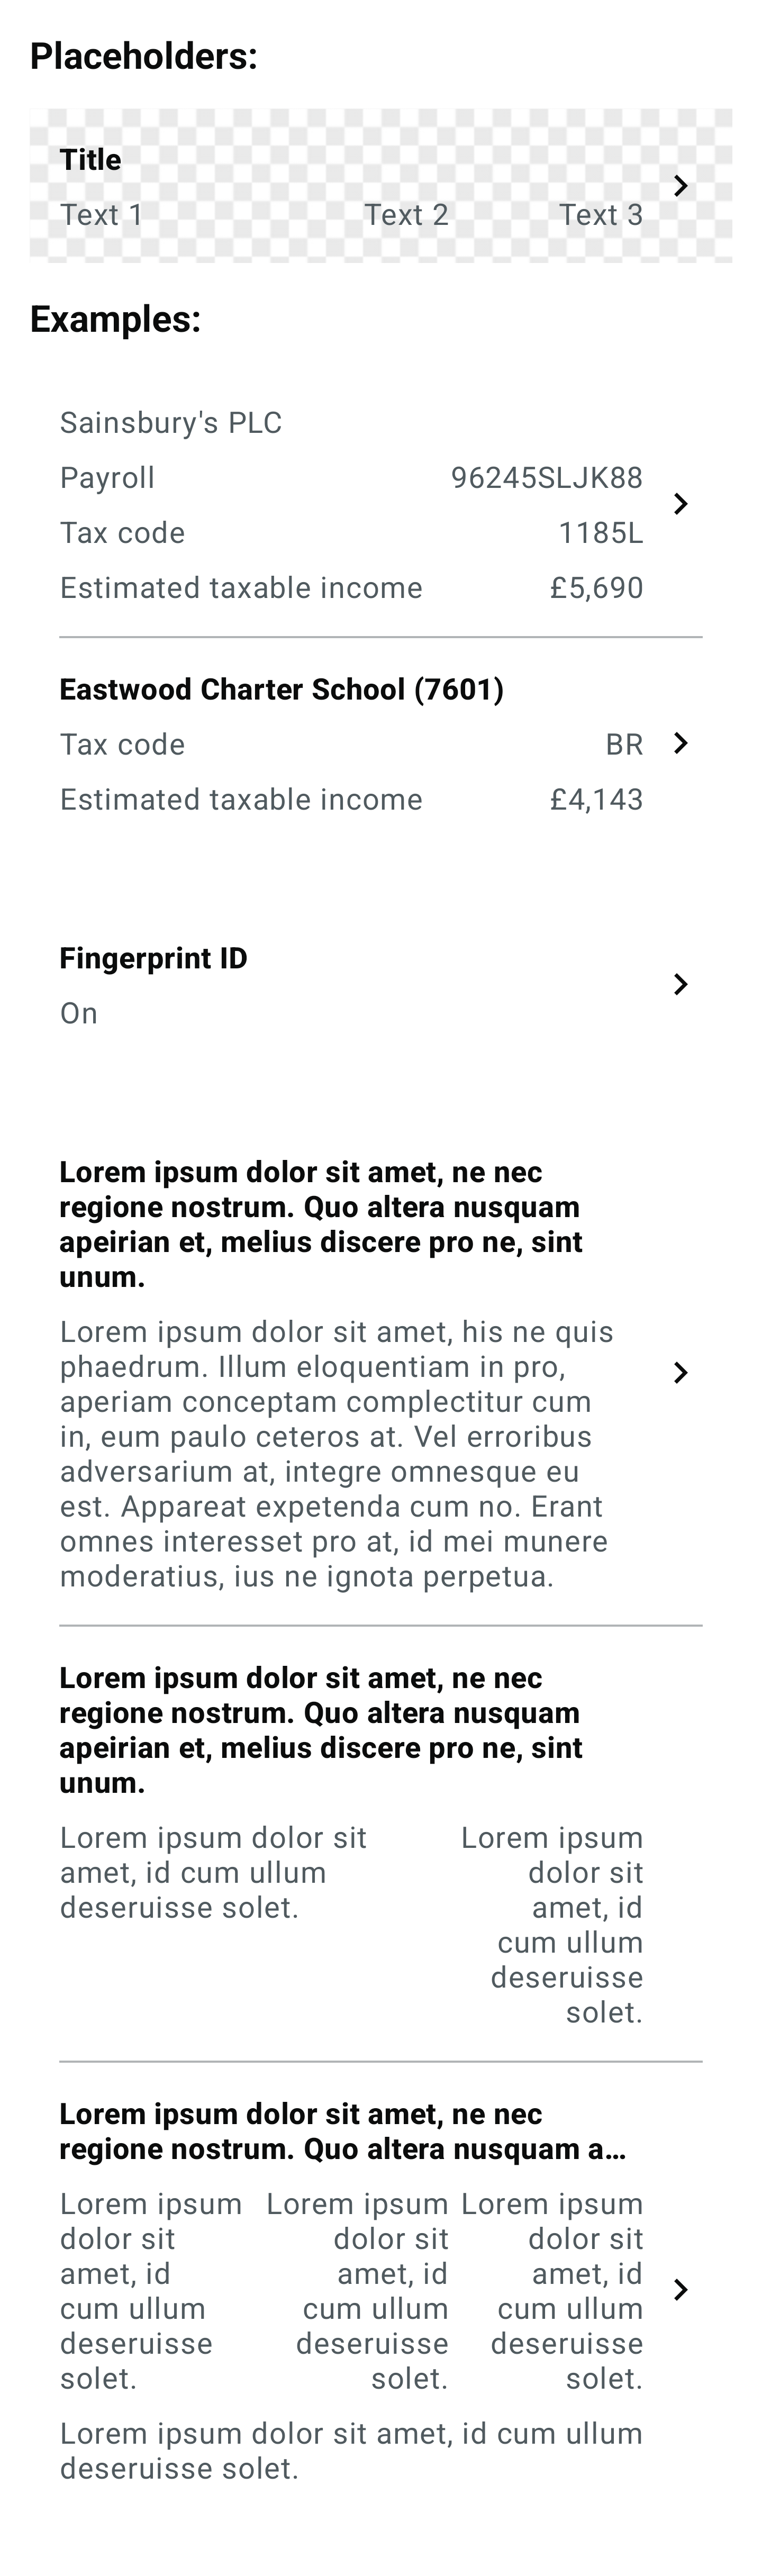 Placeholders:
Title
Text 1 Text 2 Text 3
Examples:
Sainsbury's PLC
Payroll 96245SLJK88
Tax code 1185L
Estimated taxable income £5,690
Eastwood Charter School (7601)
Tax code BR
Estimated taxable income £4,143
Fingerprint ID
On
Lorem ipsum dolor sit amet, ne nec
regione nostrum. Quo altera nusquam
apeirian et, melius discere pro ne, sint
unum.
Lorem ipsum dolor sit amet, his ne quis
phaedrum. Illum eloquentiam in pro,
aperiam conceptam complectitur cum
in, eum paulo ceteros at. Vel erroribus
adversarium at, integre omnesque eu
est. Appareat expetenda cum no. Erant
omnes interesset pro at, id mei munere
moderatius, ius ne ignota perpetua.
Lorem ipsum dolor sit amet, ne nec
regione nostrum. Quo altera nusquam
apeirian et, melius discere pro ne, sint
unum.
Lorem ipsum dolor sit
amet, id cum ullum
deseruisse solet.
Lorem ipsum
dolor sit
amet, id
cum ullum
deseruisse
solet.
Lorem ipsum dolor sit amet, ne nec
regione nostrum. Quo altera nusquam a…
Lorem ipsum
dolor sit
amet, id
cum ullum
deseruisse
solet.
Lorem ipsum
dolor sit
amet, id
cum ullum
deseruisse
solet.
Lorem ipsum
dolor sit
amet, id
cum ullum
deseruisse
solet.
Lorem ipsum dolor sit amet, id cum ullum
deseruisse solet.